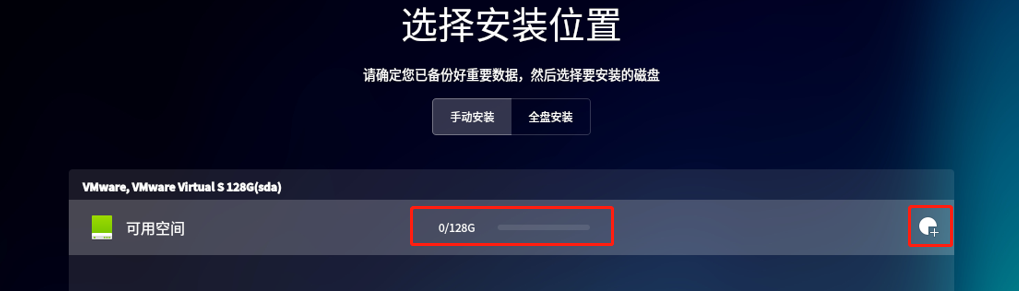 选择安装位置
请确定您已备份好重要数据，然后选择要安装的磁盘
手动安装 全盘安装
VMware, VMware Virtual S 128G(sda)
可用空间 0/128G